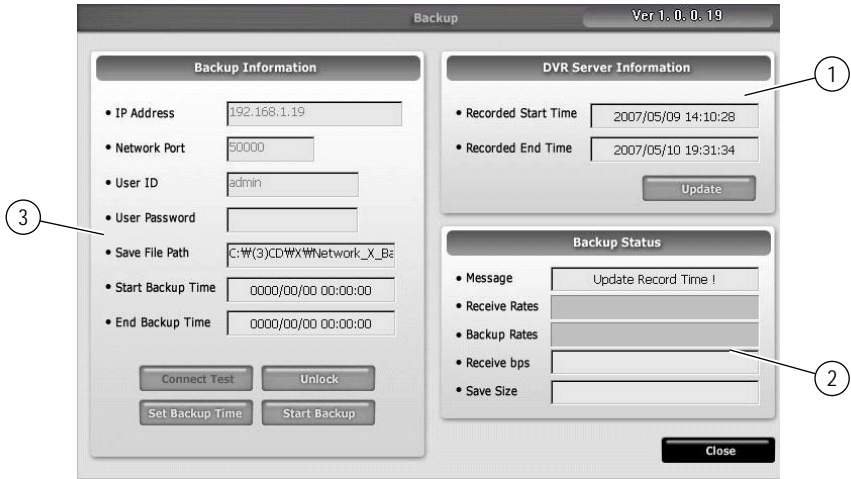 Backup
Ver 1.0.0.19
Backup Information
IP Address 192.168.1.19
Network Port 50000
User ID admin
User Password
Save File Path C:₩(3)CD₩X₩Network_X_Ba
Start Backup Time 0000/00/00 00:00:00
End Backup Time 0000/00/00 00:00:00
Connect Test Unlock
Set Backup Time Start Backup
3
DVR Server Information
Recorded Start Time 2007/05/09 14:10:28
Recorded End Time 2007/05/10 19:31:34
Update
1
Backup Status
Message Update Record Time !
Receive Rates
Backup Rates
Receive bps
Save Size
2
Close